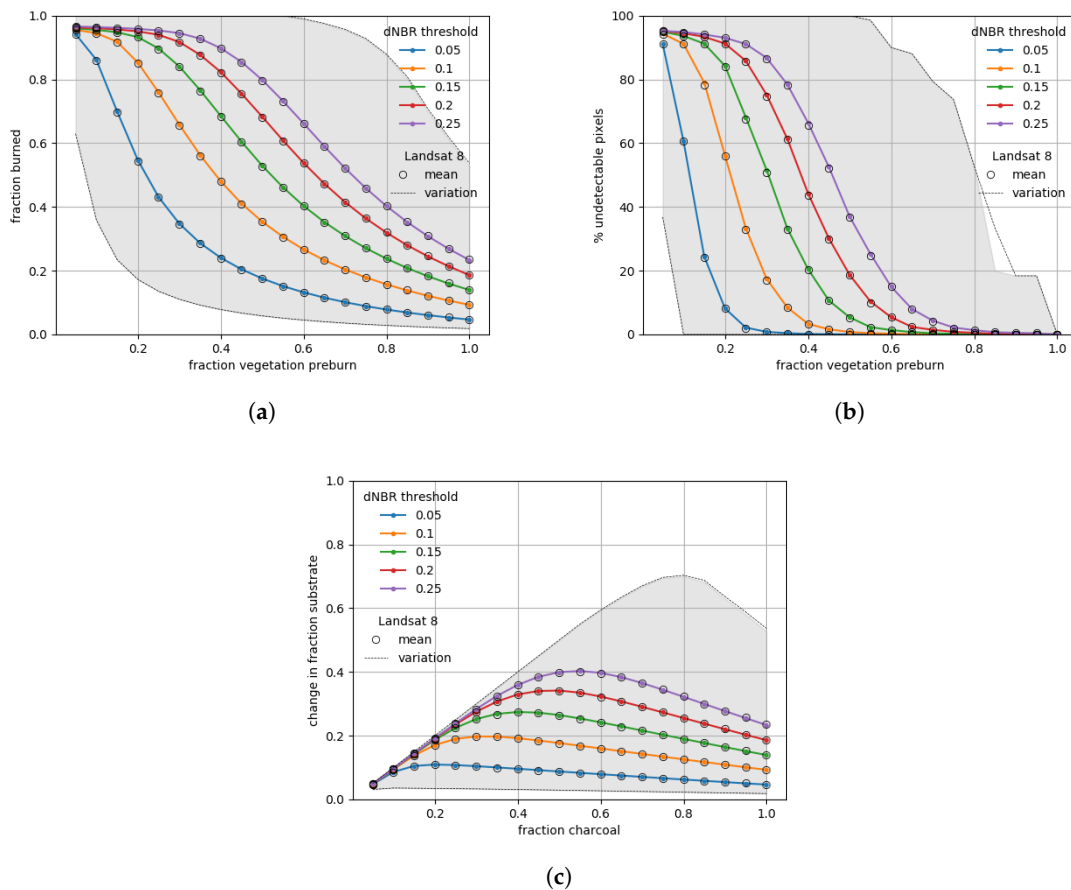 1.0
0.8
0.6
0.4
0.2
0.0
fraction burned
0.2 0.4 0.6 0.8 1.0
fraction vegetation preburn
dNBR threshold
0.05
0.1
0.15
0.2
0.25
Landsat 8
mean
variation
(a)
100
80
60
40
20
0
% undetectable pixels
0.2 0.4 0.6 0.8 1.0
fraction vegetation preburn
dNBR threshold
0.05
0.1
0.15
0.2
0.25
Landsat 8
mean
variation
(b)
1.0
0.8
0.6
0.4
0.2
0.0
change in fraction substrate
0.2 0.4 0.6 0.8 1.0
fraction charcoal
dNBR threshold
0.05
0.1
0.15
0.2
0.25
Landsat 8
mean
variation
(c)